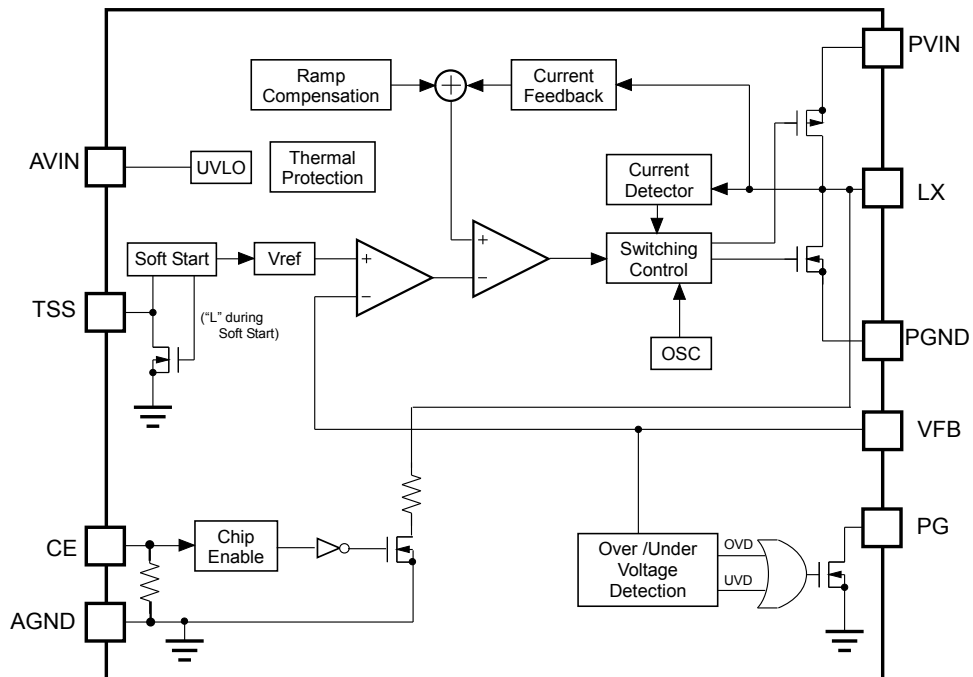 PVIN
Ramp
Compensation
+
Current
Feedback
AVIN
UVLO
Thermal
Protection
Current
Detector
LX
Soft Start
Vref
+
−
+
−
Switching
Control
TSS
("L" during
Soft Start)
OSC
PGND
VFB
CE
Chip
Enable
PG
Over /Under
Voltage
Detection
OVD
UVD
AGND